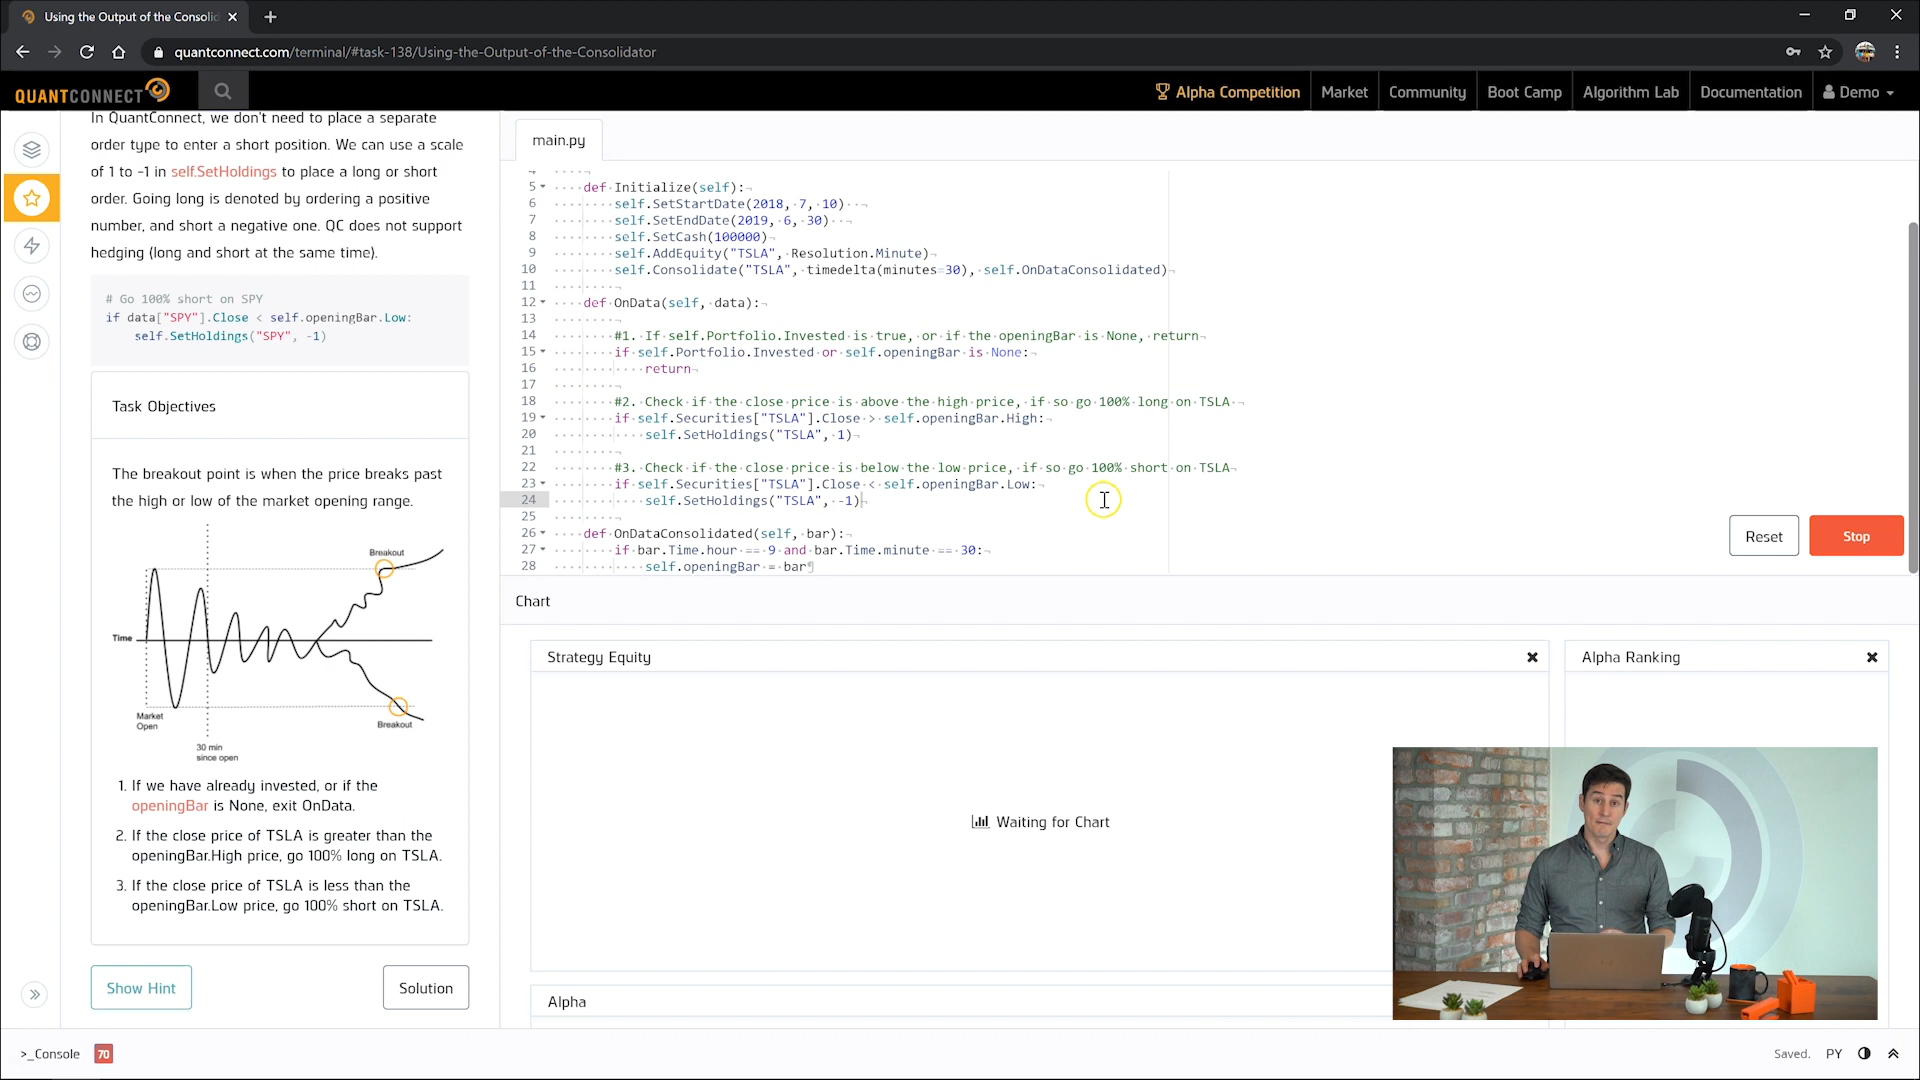 Using the Output of the Consolid
quantconnect.com/terminal/#task-138/Using-the-Output-of-the-Consolidator
QUANTCONNECT
Alpha Competition
Market
Community
Boot Camp
Algorithm Lab
Documentation
Demo
In QuantConnect, we don't need to place a separate
order type to enter a short position. We can use a scale
of 1 to -1 in self.SetHoldings to place a long or short
order. Going long is denoted by ordering a positive
number, and short a negative one. QC does not support
hedging (long and short at the same time).
# Go 100% short on SPY
if data["SPY"].Close < self.openingBar.Low:
self.SetHoldings("SPY", -1)
Task Objectives
The breakout point is when the price breaks past
the high or low of the market opening range.
Breakout
Time
Breakout
Market
Open
30 min
since open
1. If we have already invested, or if the
openingBar is None, exit OnData.
2. If the close price of TSLA is greater than the
openingBar.High price, go 100% long on TSLA.
3. If the close price of TSLA is less than the
openingBar.Low price, go 100% short on TSLA.
Show Hint
Solution
main.py
4
5 def Initialize(self):
6 self.SetStartDate(2018, 7, 10)
7 self.SetEndDate(2019, 6, 30)
8 self.SetCash(100000)
9 self.AddEquity("TSLA", Resolution.Minute)
10 self.Consolidate("TSLA", timedelta(minutes=30), self.OnDataConsolidated)
11
12 def OnData(self, data):
13
14 #1. If self.Portfolio.Invested is true, or if the openingBar is None, return
15 if self.Portfolio.Invested or self.openingBar is None:
16 return
17
18 #2. Check if the close price is above the high price, if so go 100% long on TSLA
19 if self.Securities["TSLA"].Close > self.openingBar.High:
20 self.SetHoldings("TSLA", 1)
21
22 #3. Check if the close price is below the low price, if so go 100% short on TSLA
23 if self.Securities["TSLA"].Close < self.openingBar.Low:
24 self.SetHoldings("TSLA", -1)
25
26 def OnDataConsolidated(self, bar):
27 if bar.Time.hour == 9 and bar.Time.minute == 30:
28 self.openingBar = bar
Reset
Stop
Chart
Strategy Equity
Alpha Ranking
Waiting for Chart
Alpha
>_Console 70
Saved.
PY